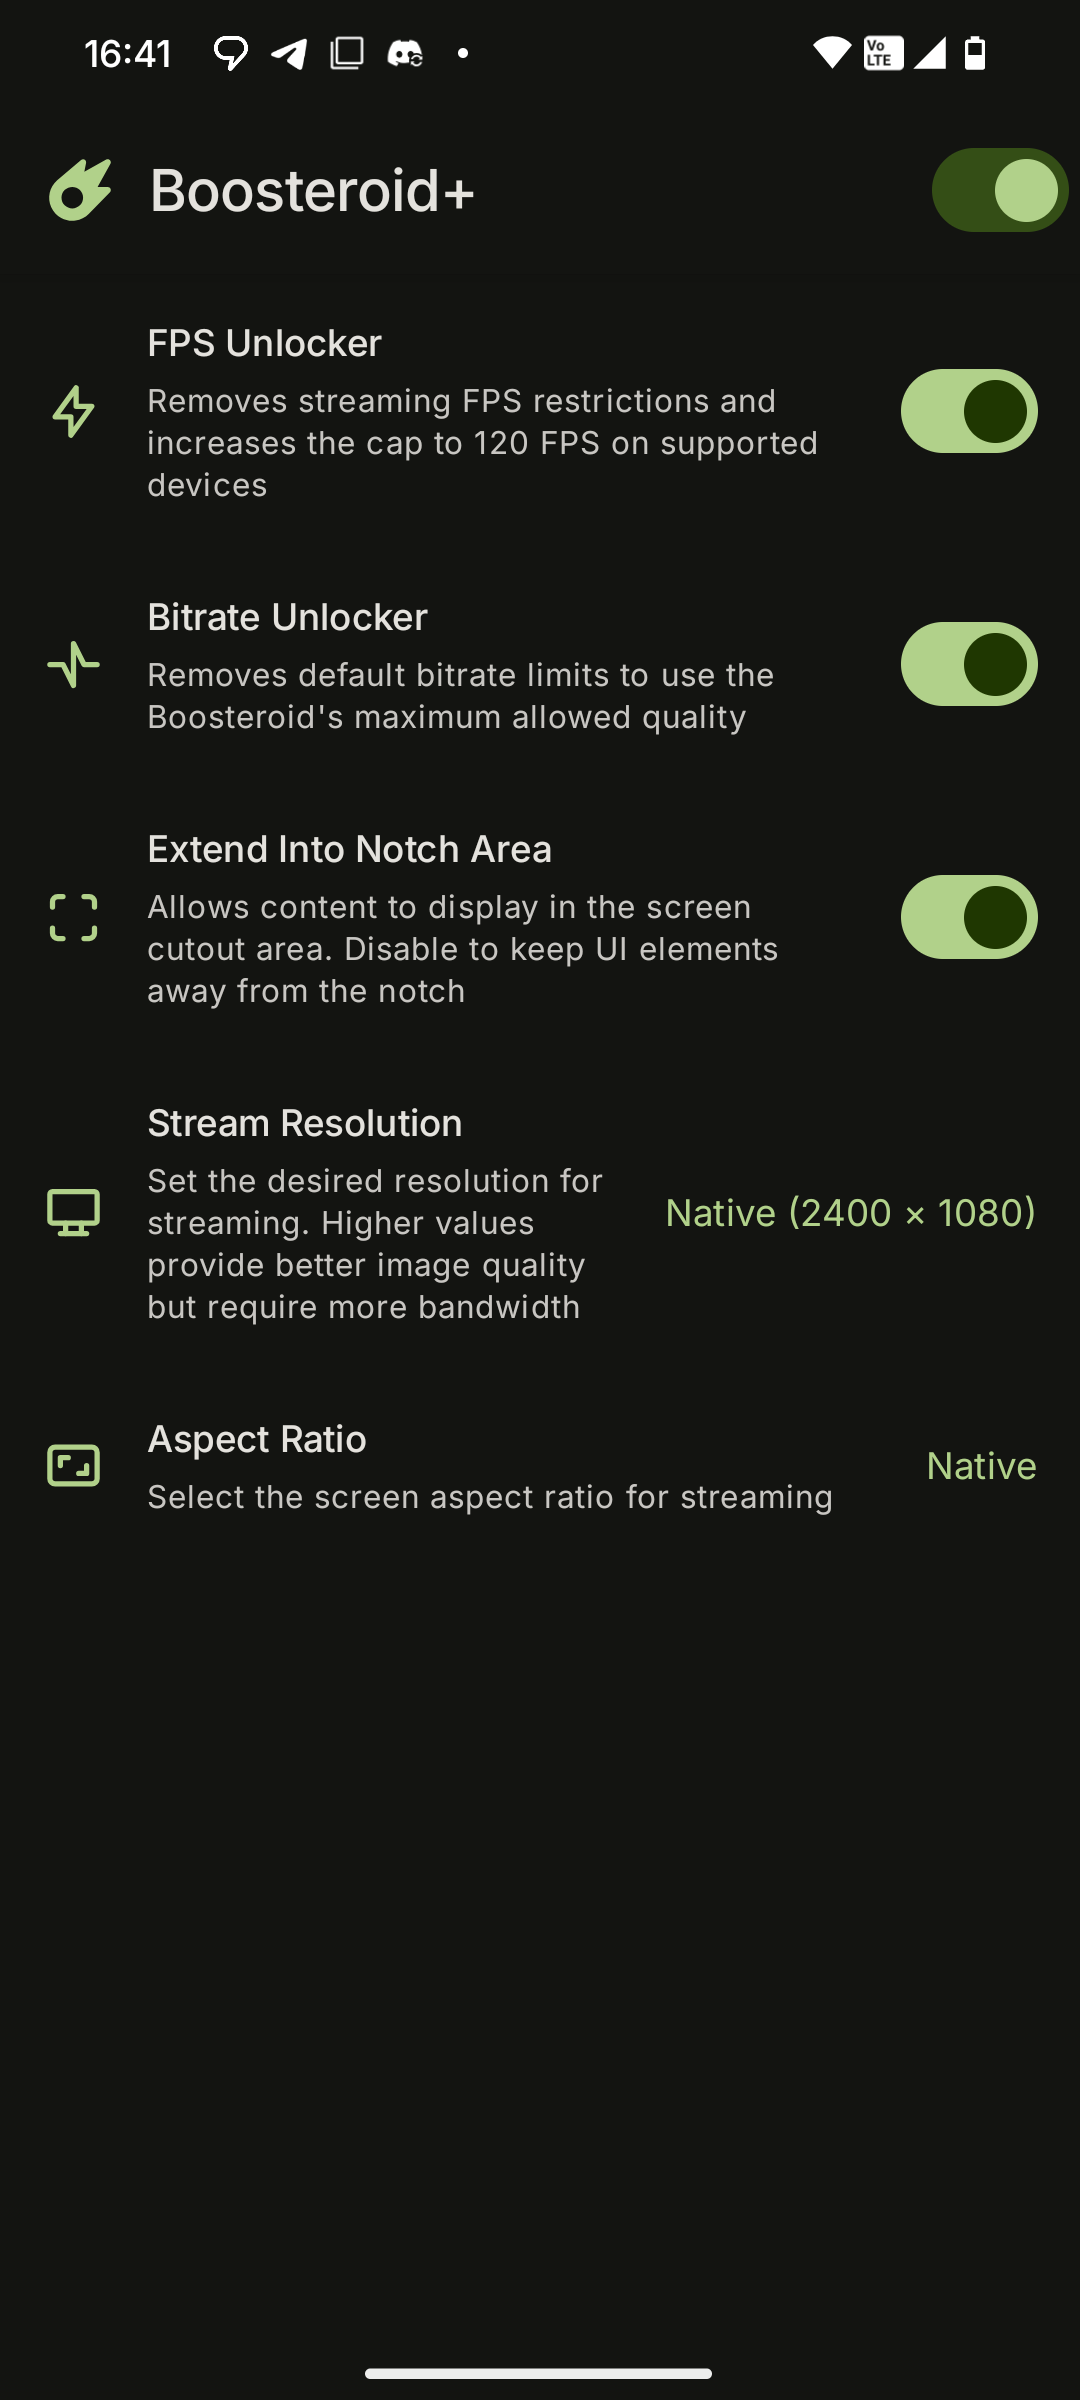 16:41
Vo
LTE
Boosteroid+
FPS Unlocker
Removes streaming FPS restrictions and
increases the cap to 120 FPS on supported
devices
Bitrate Unlocker
Removes default bitrate limits to use the
Boosteroid's maximum allowed quality
Extend Into Notch Area
Allows content to display in the screen
cutout area. Disable to keep UI elements
away from the notch
Stream Resolution
Set the desired resolution for
streaming. Higher values
provide better image quality
but require more bandwidth
Native (2400 × 1080)
Aspect Ratio
Select the screen aspect ratio for streaming
Native